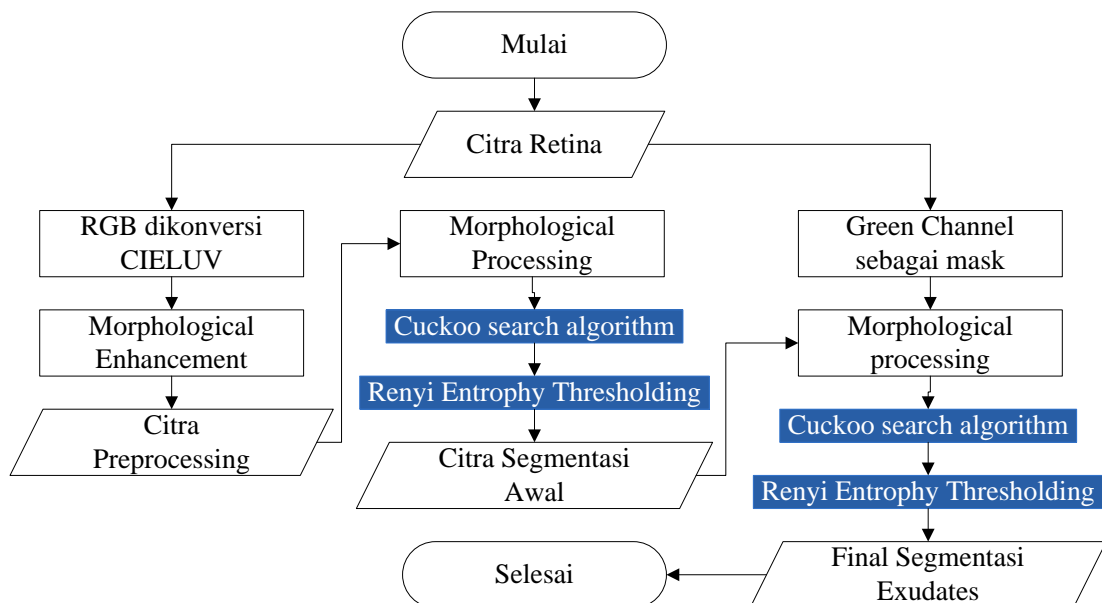 Mulai
Citra Retina
RGB dikonversi
CIELUV
Morphological
Enhancement
Citra
Preprocessing
Morphological
Processing
Cuckoo search algorithm
Renyi Entrophy Thresholding
Citra Segmentasi
Awal
Green Channel
sebagai mask
Morphological
processing
Cuckoo search algorithm
Renyi Entrophy Thresholding
Final Segmentasi
Exudates
Selesai